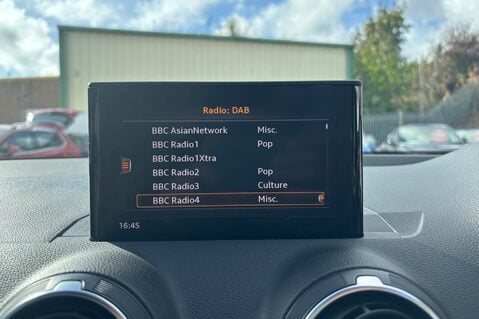 Radio: DAB
BBC AsianNetwork Misc.
BBC Radio1 Pop
BBC Radio1Xtra
BBC Radio2 Pop
BBC Radio3 Culture
BBC Radio4 Misc.
16:45